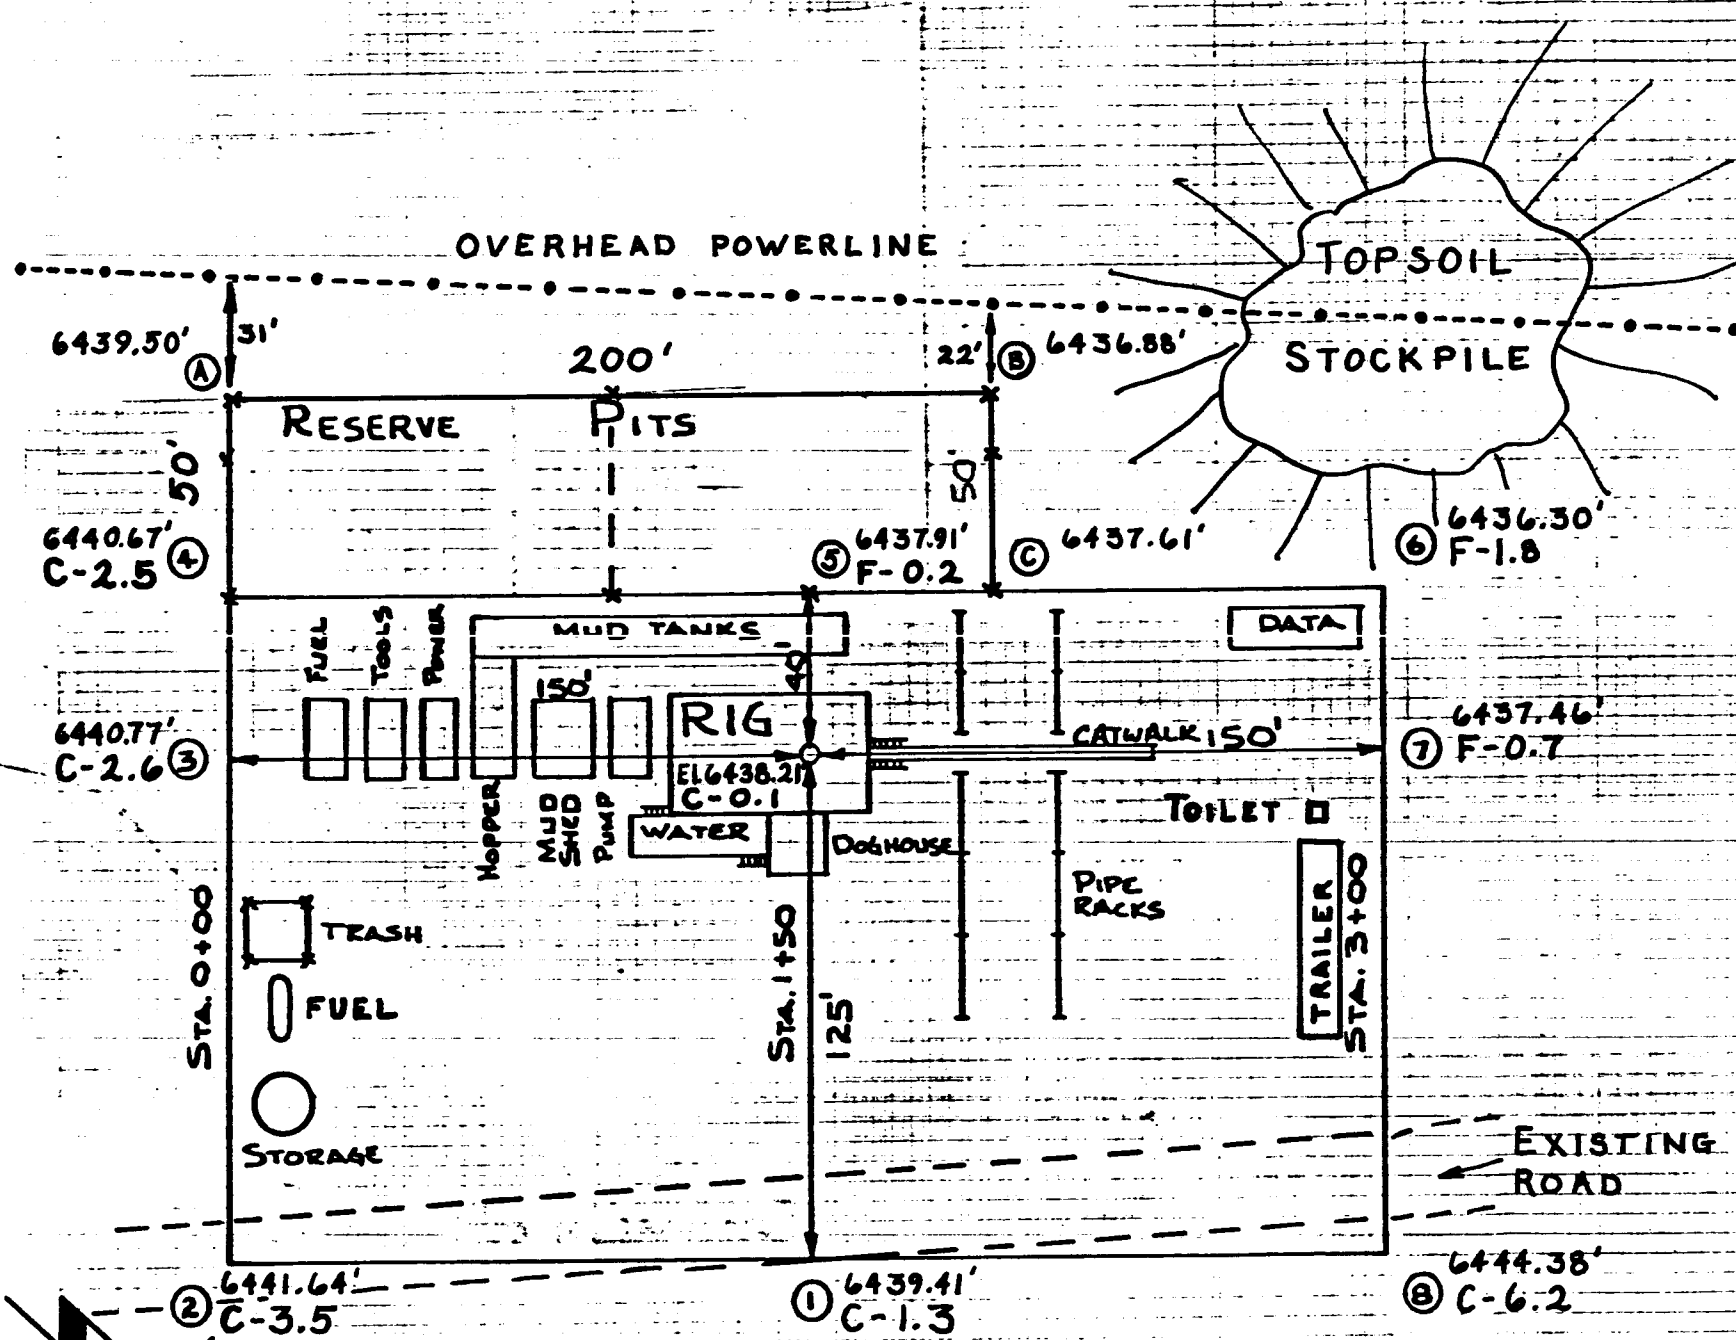 OVERHEAD POWERLINE
TOPSOIL
STOCKPILE
6439.50'
A
31'
200'
22'
B
6436.88'
RESERVE PITS
50'
50'
6440.67'
C-2.5
4
5
6437.91'
F-0.2
C
6437.61'
6
6436.30'
F-1.8
FUEL
TOOLS
POWER
MUD TANKS
40'
DATA
150'
RIG
6440.77'
C-2.6
3
EL6438.21'
C-0.1
CATWALK
150'
7
6437.46'
F-0.7
HOPPER
MUD
SHED
PUMP
WATER
DOGHOUSE
TOILET
PIPE
RACKS
TRAILER
STA. 3+00
STA. 0+00
TRASH
FUEL
STORAGE
STA. 1+50
125'
EXISTING
ROAD
2
6441.64'
C-3.5
1
6439.41'
C-1.3
8
6444.38'
C-6.2